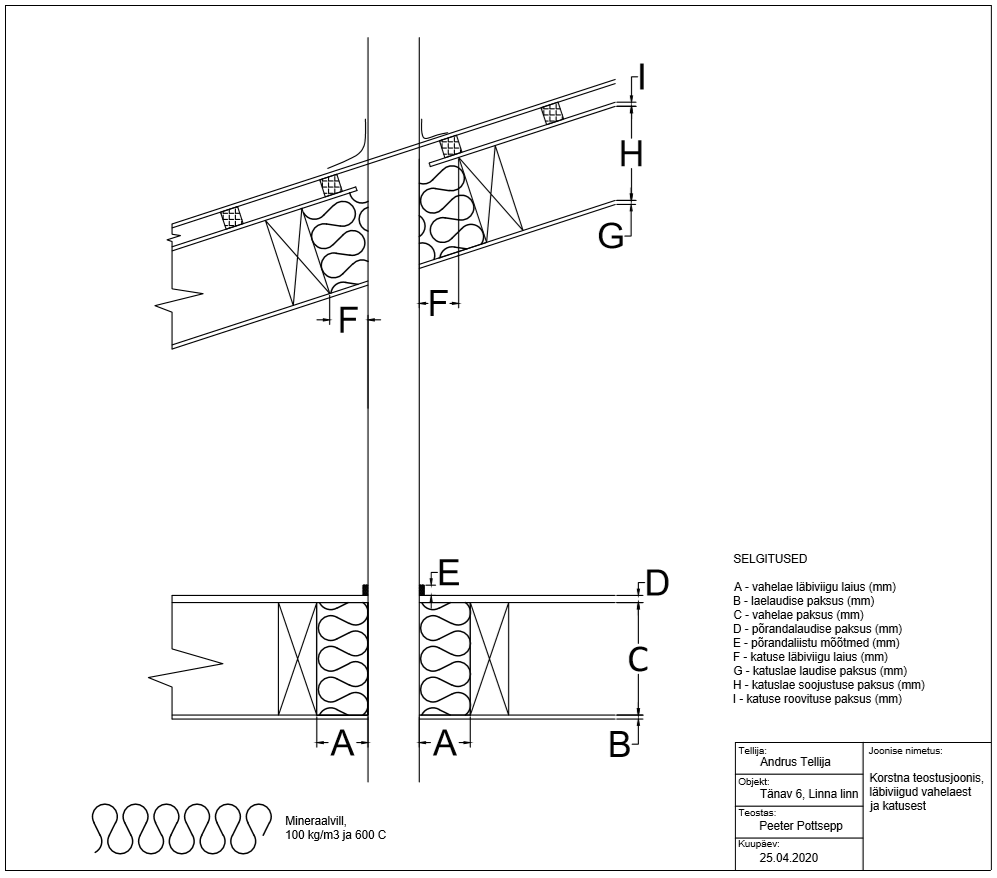 I
H
G
F
F
E
D
C
A
A
B
SELGITUSED
A - vahelae läbiviigu laius (mm)
B - laelaudise paksus (mm)
C - vahelae paksus (mm)
D - põrandalaudise paksus (mm)
E - põrandaliistu mõõtmed (mm)
F - katuse läbiviigu laius (mm)
G - katuslae laudise paksus (mm)
H - katuslae soojustuse paksus (mm)
I - katuse roovituse paksus (mm)
Mineraalvill,
100 kg/m3 ja 600 C
Tellija:
Andrus Tellija
Objekt:
Tänav 6, Linna linn
Teostas:
Peeter Pottsepp
Kuupäev:
25.04.2020
Joonise nimetus:
Korstna teostusjoonis,
läbiviigud vahelaest
ja katusest